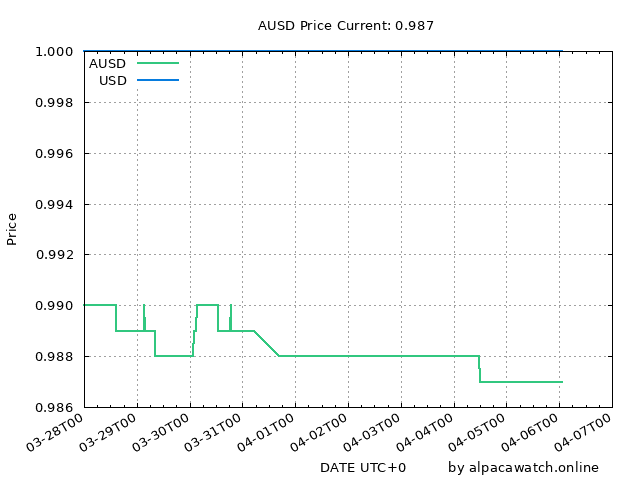 AUSD Price Current: 0.987
1.000
AUSD
USD
0.998
0.996
0.994
0.992
0.990
0.988
0.986
Price
03-28T00
03-29T00
03-30T00
03-31T00
04-01T00
04-02T00
04-03T00
04-04T00
04-05T00
04-06T00
04-07T00
DATE UTC+0
by alpacawatch.online